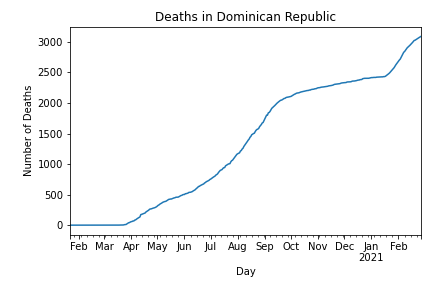 Deaths in Dominican Republic
Number of Deaths
3000
2500
2000
1500
1000
500
0
Feb Mar Apr May Jun Jul Aug Sep Oct Nov Dec Jan Feb
2021
Day